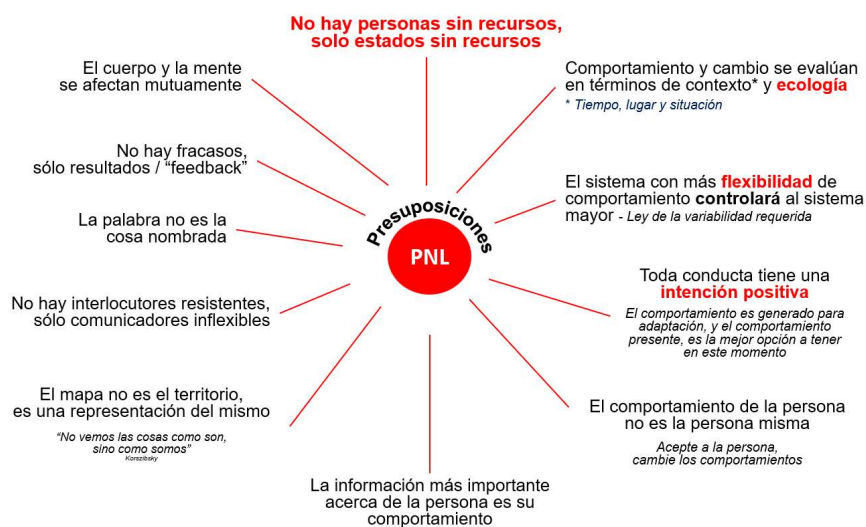 No hay personas sin recursos,
solo estados sin recursos
El cuerpo y la mente
se afectan mutuamente
Comportamiento y cambio se evalúan
en términos de contexto* y ecología
* Tiempo, lugar y situación
No hay fracasos,
sólo resultados / “feedback”
El sistema con más flexibilidad de
comportamiento controlará al sistema
mayor - Ley de la variabilidad requerida
La palabra no es la
cosa nombrada
Presuposiciones
PNL
Toda conducta tiene una
intención positiva
El comportamiento es generado para
adaptación, y el comportamiento
presente, es la mejor opción a tener
en este momento
No hay interlocutores resistentes,
sólo comunicadores inflexibles
El mapa no es el territorio,
es una representación del mismo
“No vemos las cosas como son,
sino como somos”
Korszibsky
El comportamiento de la persona
no es la persona misma
Acepte a la persona,
cambie los comportamientos
La información más importante
acerca de la persona es su
comportamiento